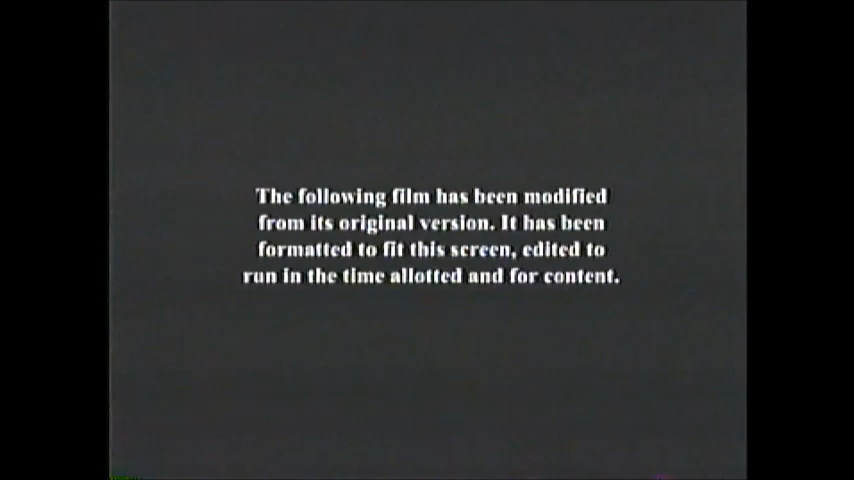 The following film has been modified
from its original version. It has been
formatted to fit this screen, edited to
run in the time allotted and for content.